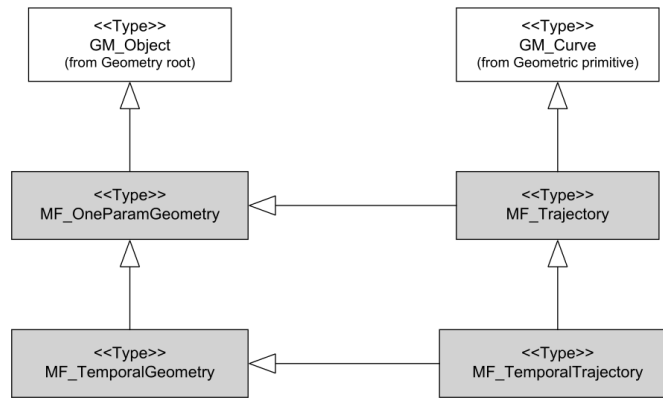 <<Type>>
GM_Object
(from Geometry root)
<<Type>>
GM_Curve
(from Geometric primitive)
<<Type>>
MF_OneParamGeometry
<<Type>>
MF_Trajectory
<<Type>>
MF_TemporalGeometry
<<Type>>
MF_TemporalTrajectory